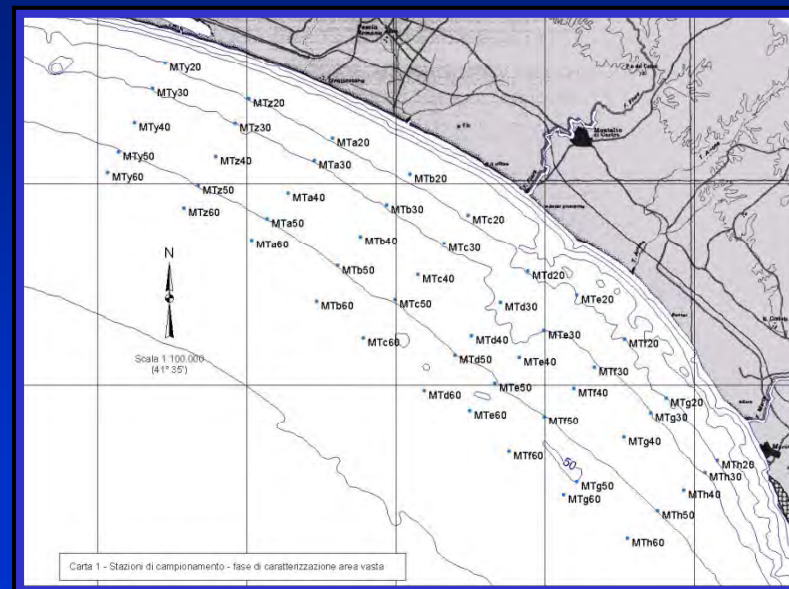 MTy20
MTy30
MTz20
MTy40
MTz30
MTa20
MTy50
MTz40
MTa30
MTy60
MTb20
MTz50
MTa40
MTz60
MTb30
MTa50
MTc20
MTa60
MTb40
MTc30
MTb50
MTc40
MTd20
MTb60
MTc50
MTd30
MTe20
MTc60
MTd40
MTe30
MTf20
MTd50
MTe40
MTf30
MTd60
MTe50
MTf40
MTg20
MTe60
MTf50
MTg30
MTf60
MTg40
MTh20
50
MTh30
MTg50
MTh40
MTg60
MTh50
MTh60
N
Scala 1:100.000
(41° 35')
Montalto
di Castro
Carta 1 - Stazioni di campionamento - fase di caratterizzazione area vasta